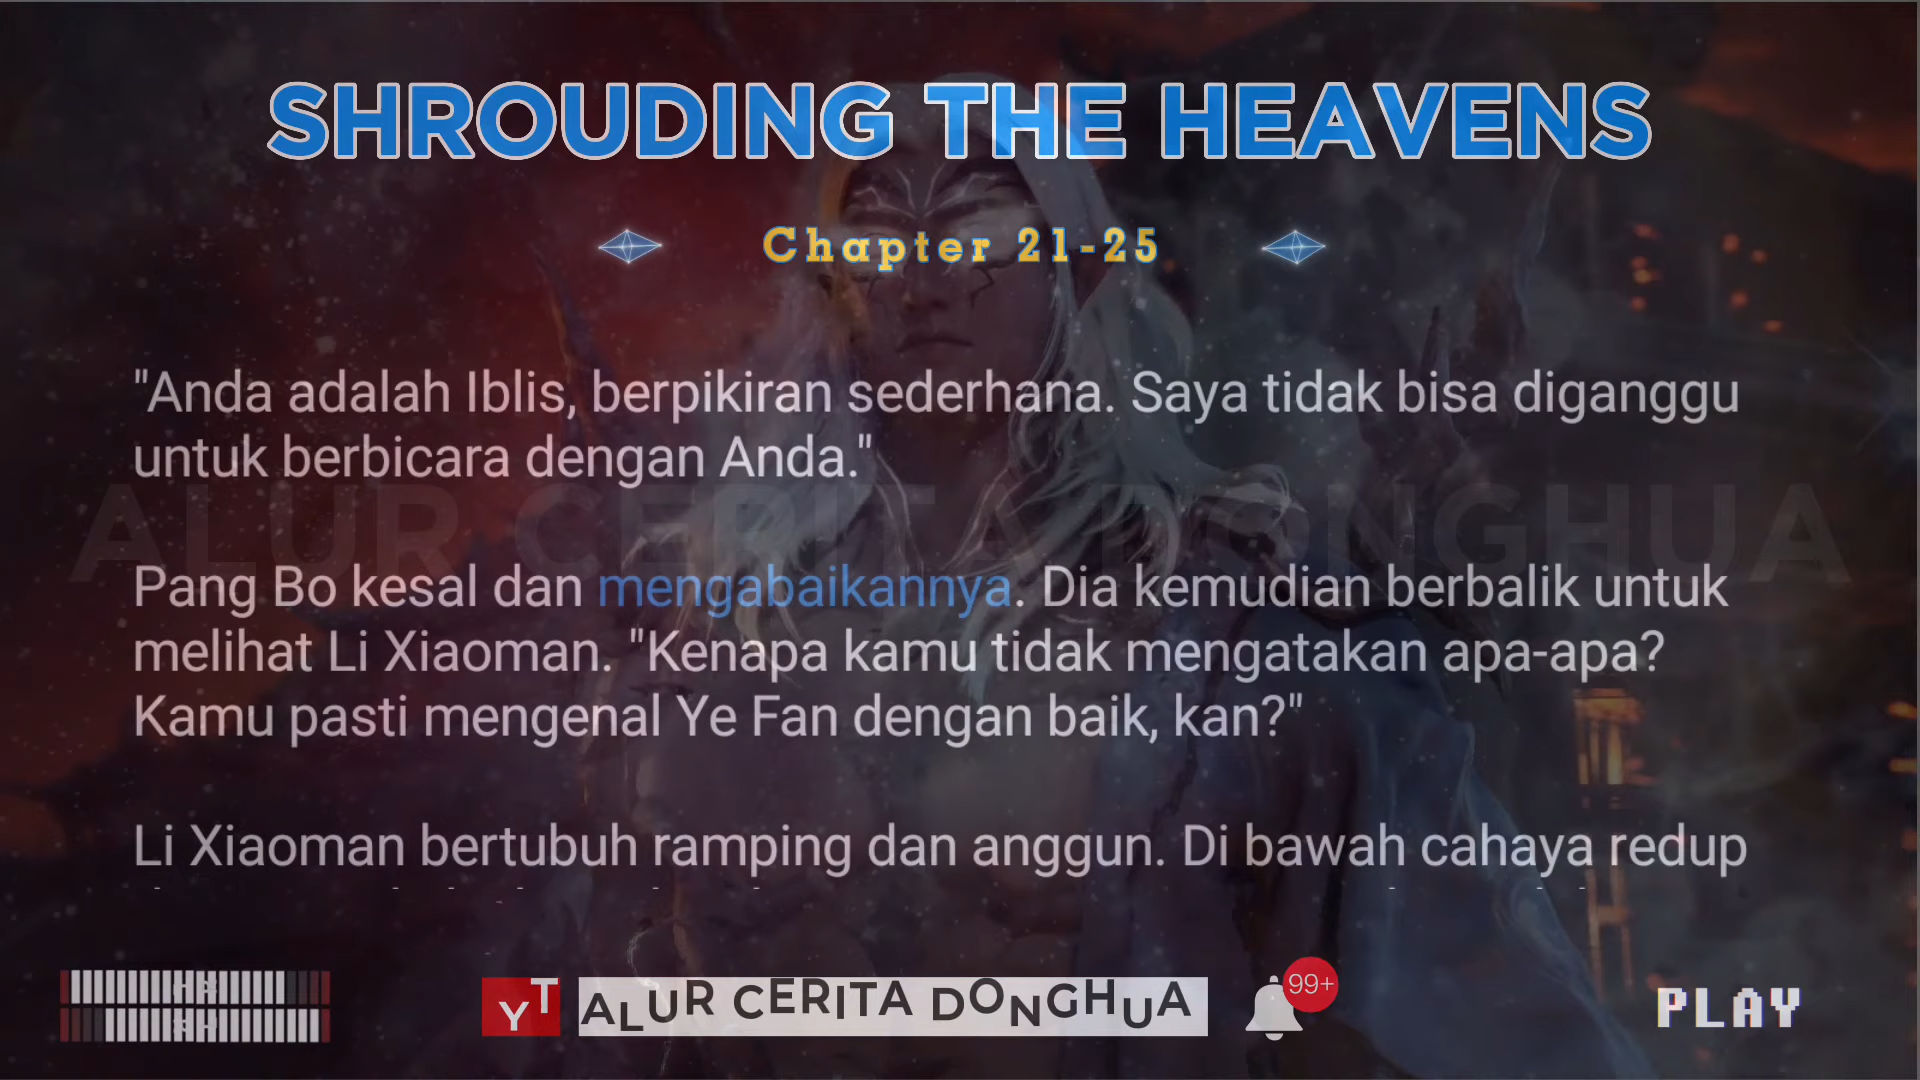 SHROUDING THE HEAVENS
Chapter 21-25
"Anda adalah Iblis, berpikiran sederhana. Saya tidak bisa diganggu
untuk berbicara dengan Anda."
ALUR CERITA DONGHUA
Pang Bo kesal dan mengabaikannya. Dia kemudian berbalik untuk
melihat Li Xiaoman. "Kenapa kamu tidak mengatakan apa-apa?
Kamu pasti mengenal Ye Fan dengan baik, kan?"
Li Xiaoman bertubuh ramping dan anggun. Di bawah cahaya redup
YT ALUR CERITA DONGHUA 99+
PLAY